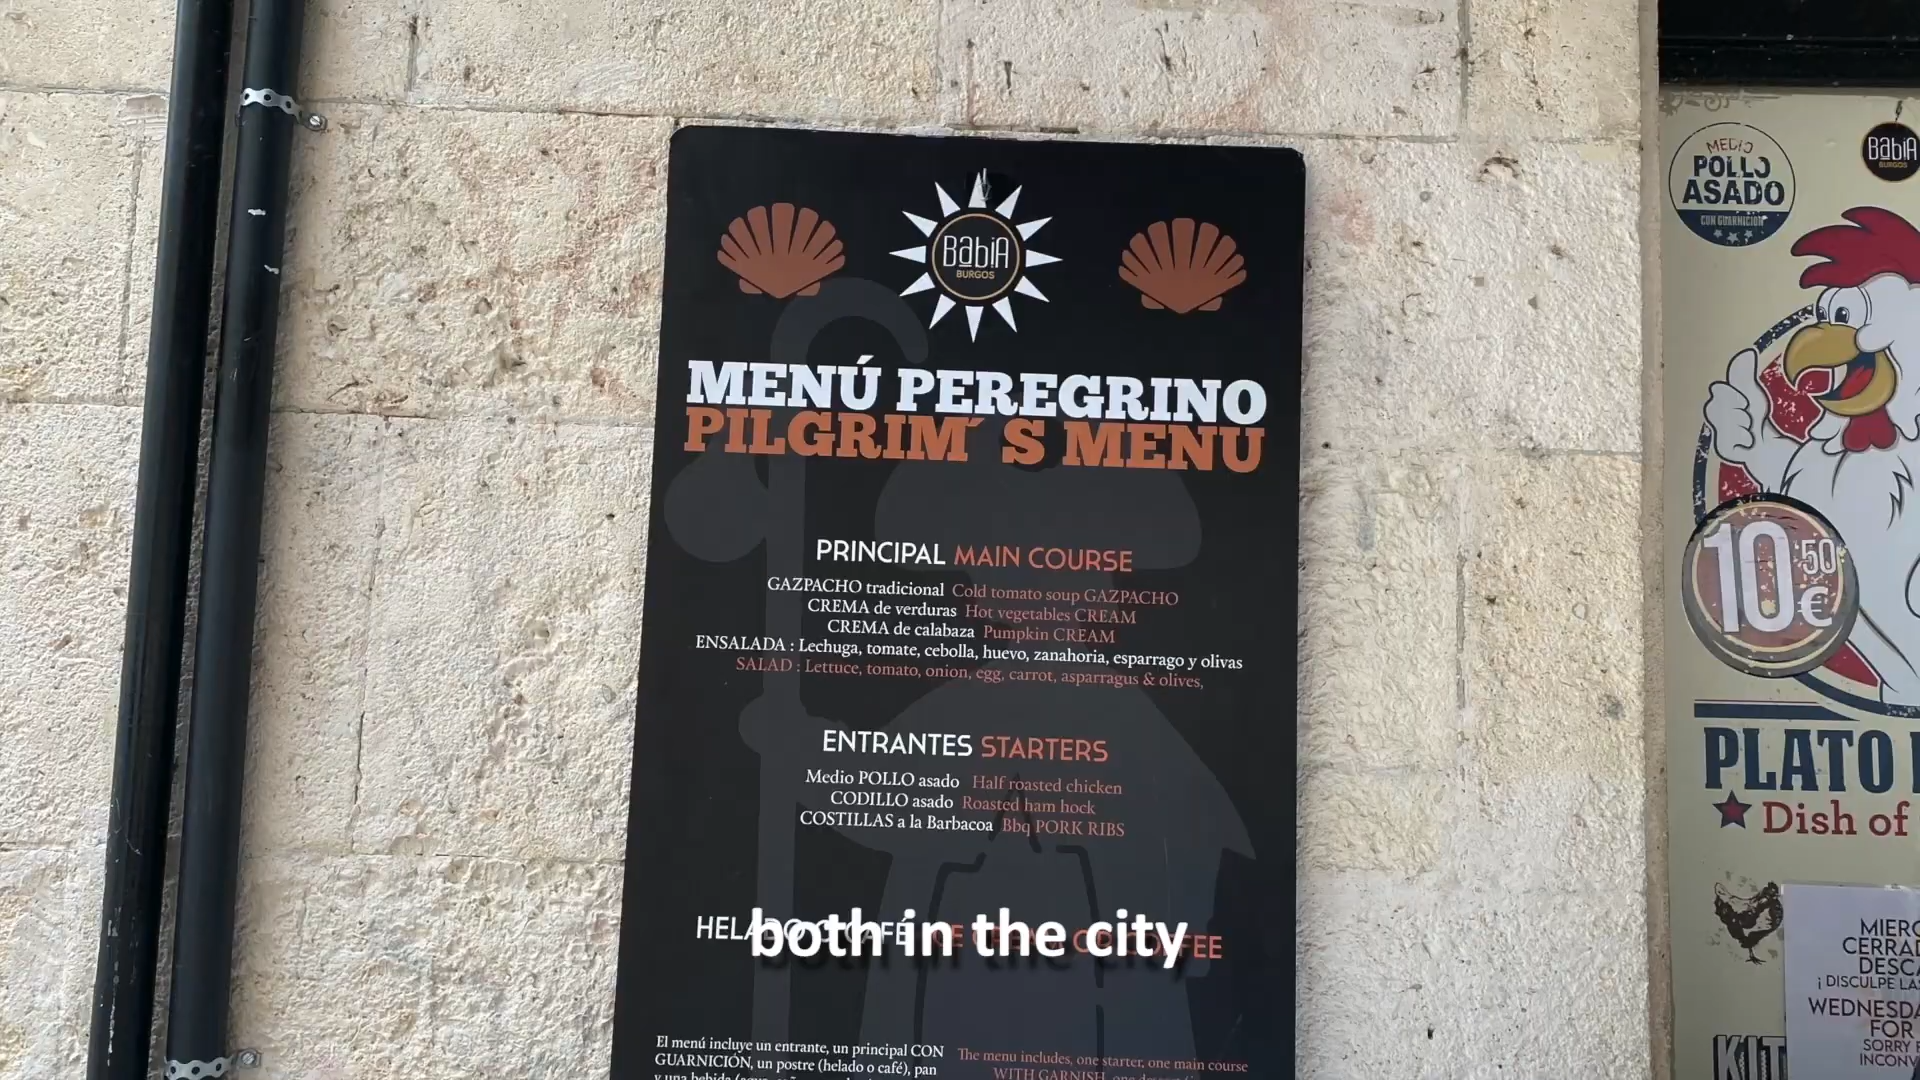 BabiA
BURGOS
MENÚ PEREGRINO
PILGRIM´S MENU
PRINCIPAL MAIN COURSE
GAZPACHO tradicional Cold tomato soup GAZPACHO
CREMA de verduras Hot vegetables CREAM
CREMA de calabaza Pumpkin CREAM
ENSALADA : Lechuga, tomate, cebolla, huevo, zanahoria, esparrago y olivas
SALAD : Lettuce, tomato, onion, egg, carrot, asparragus & olives,
ENTRANTES STARTERS
Medio POLLO asado Half roasted chicken
CODILLO asado Roasted ham hock
COSTILLAS a la Barbacoa Bbq PORK RIBS
both in the city
El menú incluye un entrante, un principal CON
GUARNICIÓN, un postre (helado o café), pan
The menu includes, one starter, one main course
WITH GARNISH,
MEDIO
POLLO
ASADO
CON GUARNICIÓN
BabiA
BURGOS
10'50
€
PLATO
Dish of
WEDNESDA
FOR
SORRY